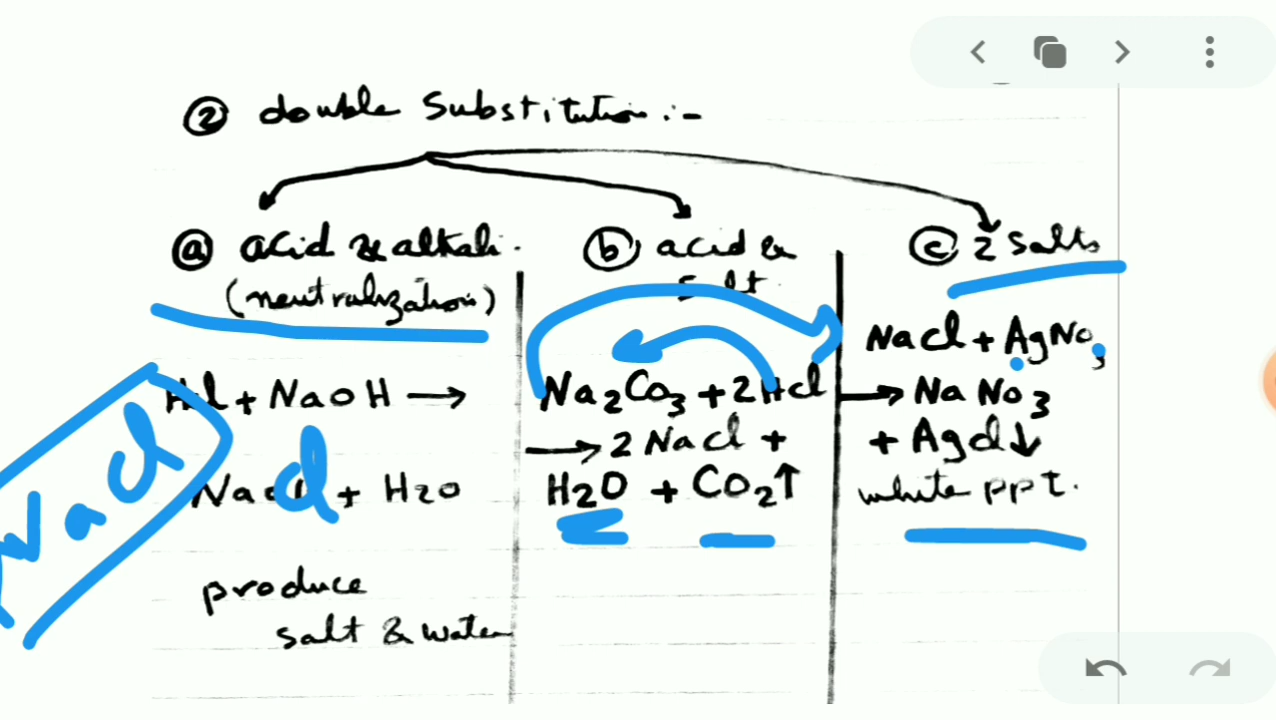 ② double Substitution :-
ⓐ acid & alkali.
(neutralization)
HCl + NaOH →
NaCl + H2O
produce
salt & water
NaCl
ⓑ acid &
salt
Na2Co3 + 2HCl
→ 2 NaCl +
H2O + CO2↑
ⓒ 2 Salts
NaCl + AgNo3
→ NaNo3
+ AgCl↓
white ppt.